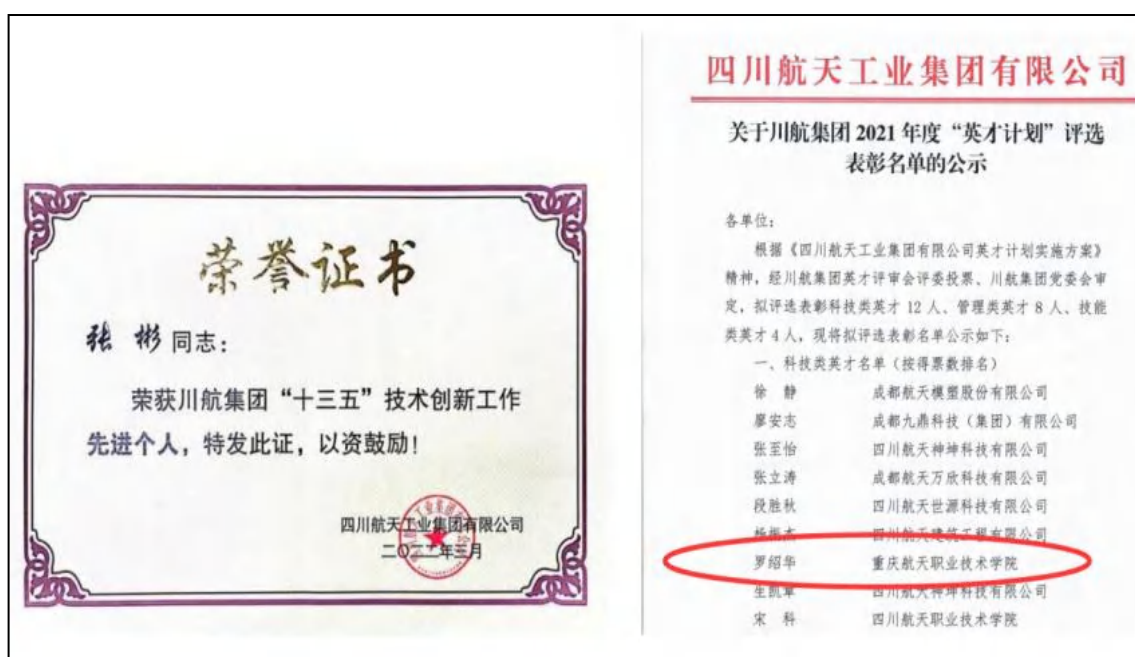 荣誉证书
张 彬 同志：
荣获川航集团“十三五”技术创新工作
先进个人，特发此证，以资鼓励！
四川航天工业集团有限公司
二〇二二年三月
四川航天工业集团有限公司
关于川航集团 2021 年度“英才计划”评选
表彰名单的公示
各单位：
根据《四川航天工业集团有限公司英才计划实施方案》
精神，经川航集团英才评审会评委投票、川航集团党委会审
定，拟评选表彰科技类英才 12 人、管理类英才 8 人、技能
类英才 4 人，现将拟评选表彰名单公示如下：
一、科技类英才名单（按得票数排名）
徐 静 成都航天模塑股份有限公司
廖安志 成都九鼎科技（集团）有限公司
张至怡 四川航天神坤科技有限公司
张立涛 成都航天万欣科技有限公司
段胜秋 四川航天世源科技有限公司
四川航天建筑工程有限公司
罗绍华 重庆航天职业技术学院
四川航天神坤科技有限公司
宋 科 四川航天职业技术学院